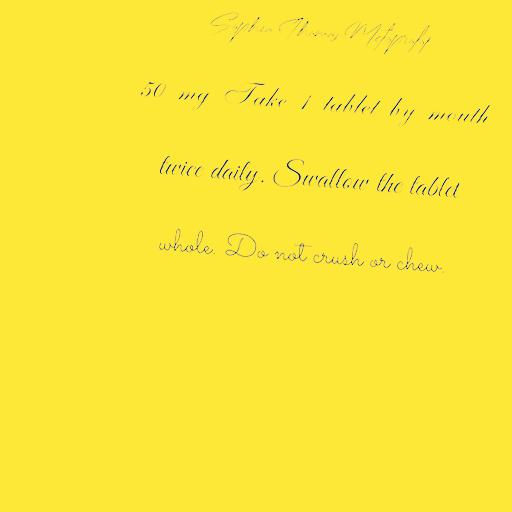 Sophia Thomas
50 mg Take 1 tablet by mouth
twice daily. Swallow the tablet
whole. Do not crush or chew.